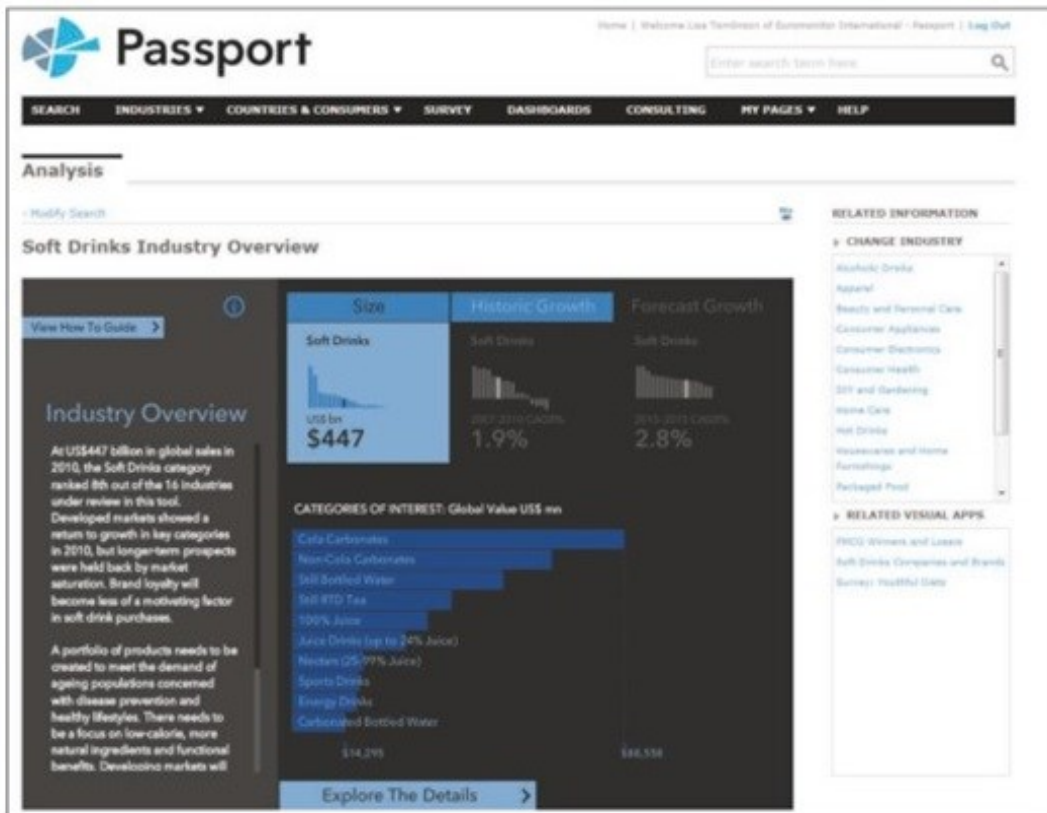 Passport
Home | Welcome Lisa Tomlinson of Euromonitor International - Passport | Log Out
Enter search term here
SEARCH INDUSTRIES COUNTRIES & CONSUMERS SURVEY DASHBOARDS CONSULTING MY PAGES HELP
Analysis
Modify Search
Soft Drinks Industry Overview
View How To Guide
Industry Overview
At US$447 billion in global sales in
2010, the Soft Drinks category
ranked 8th out of the 16 industries
under review in this tool.
Developed markets showed a
return to growth in key categories
in 2010, but longer-term prospects
were held back by market
saturation. Brand loyalty will
become less of a motivating factor
in soft drink purchases.
A portfolio of products needs to be
created to meet the demand of
ageing populations concerned
with disease prevention and
healthy lifestyles. There needs to
be a focus on low-calorie, more
natural ingredients and functional
benefits. Developing markets will
Size
Soft Drinks
US$ bn
$447
Historic Growth
Soft Drinks
1.9%
Forecast Growth
Soft Drinks
2.8%
CATEGORIES OF INTEREST: Global Value US$ mn
Cola Carbonates
Non-Cola Carbonates
Still Bottled Water
Still RTD Tea
100% Juice
Juice Drinks (up to 24% Juice)
Nectars (25-99% Juice)
Sports Drinks
Energy Drinks
Carbonated Bottled Water
$14,295
Explore The Details
RELATED INFORMATION
CHANGE INDUSTRY
Alcoholic Drinks
Apparel
Beauty and Personal Care
Consumer Appliances
Consumer Electronics
Consumer Health
DIY and Gardening
Home Care
Hot Drinks
Housewares and Home
Furnishings
Packaged Food
RELATED VISUAL APPS
FMCG Winners and Losers
Soft Drinks Companies and Brands
Survey: Youthful Diets